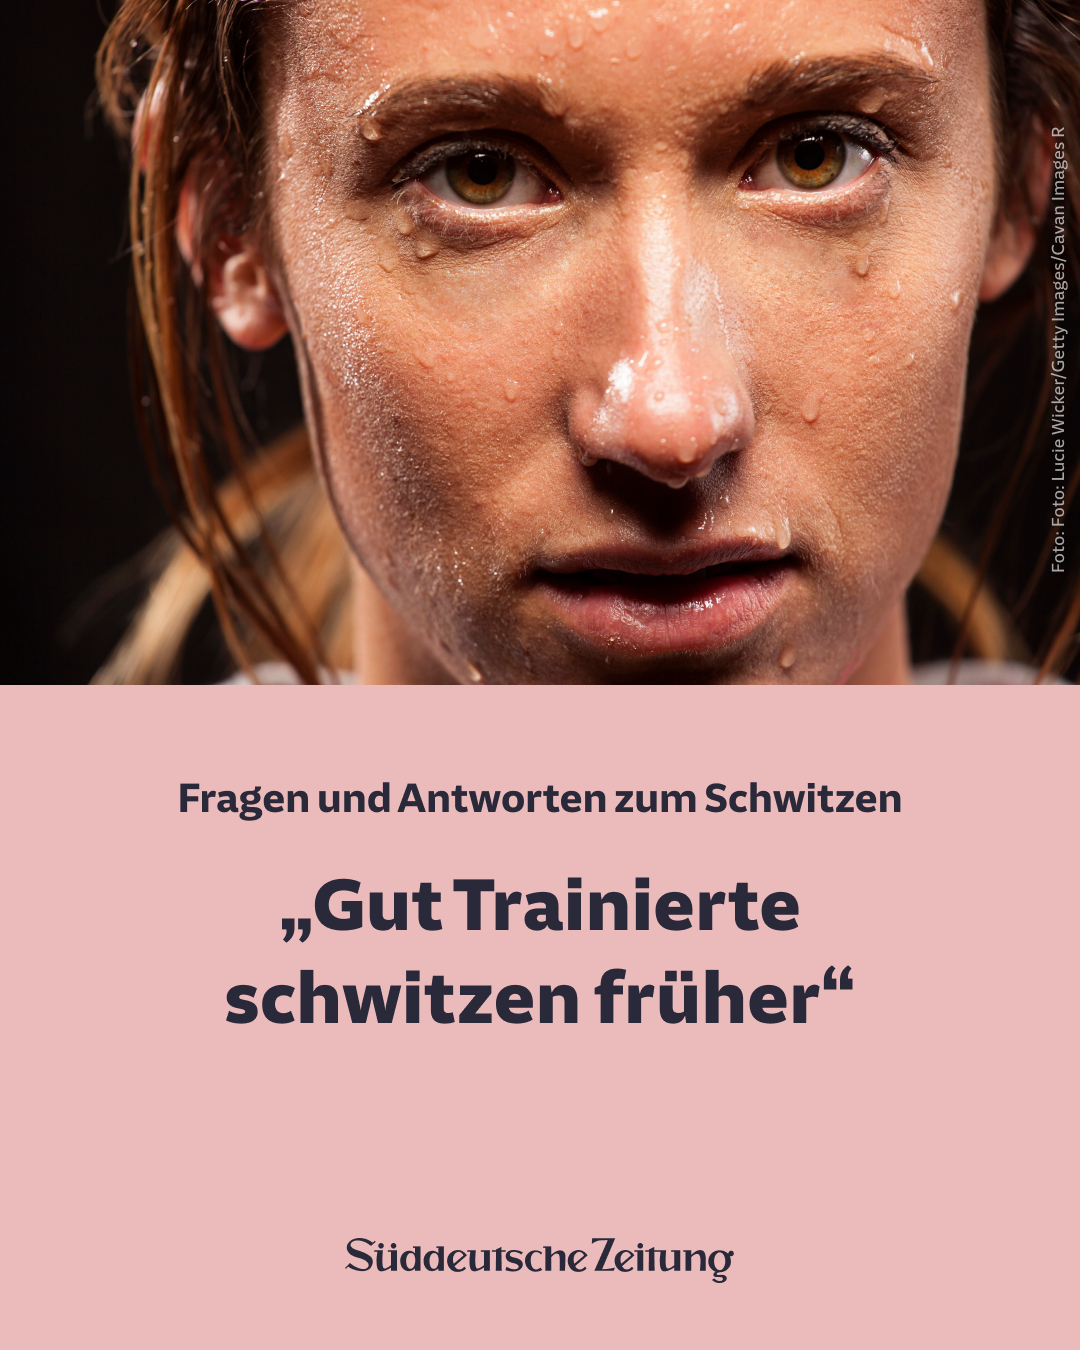 Foto: Foto: Lucie Wicker/Getty Images/Cavan Images R
Fragen und Antworten zum Schwitzen
„Gut Trainierte
schwitzen früher“
Süddeutsche Zeitung